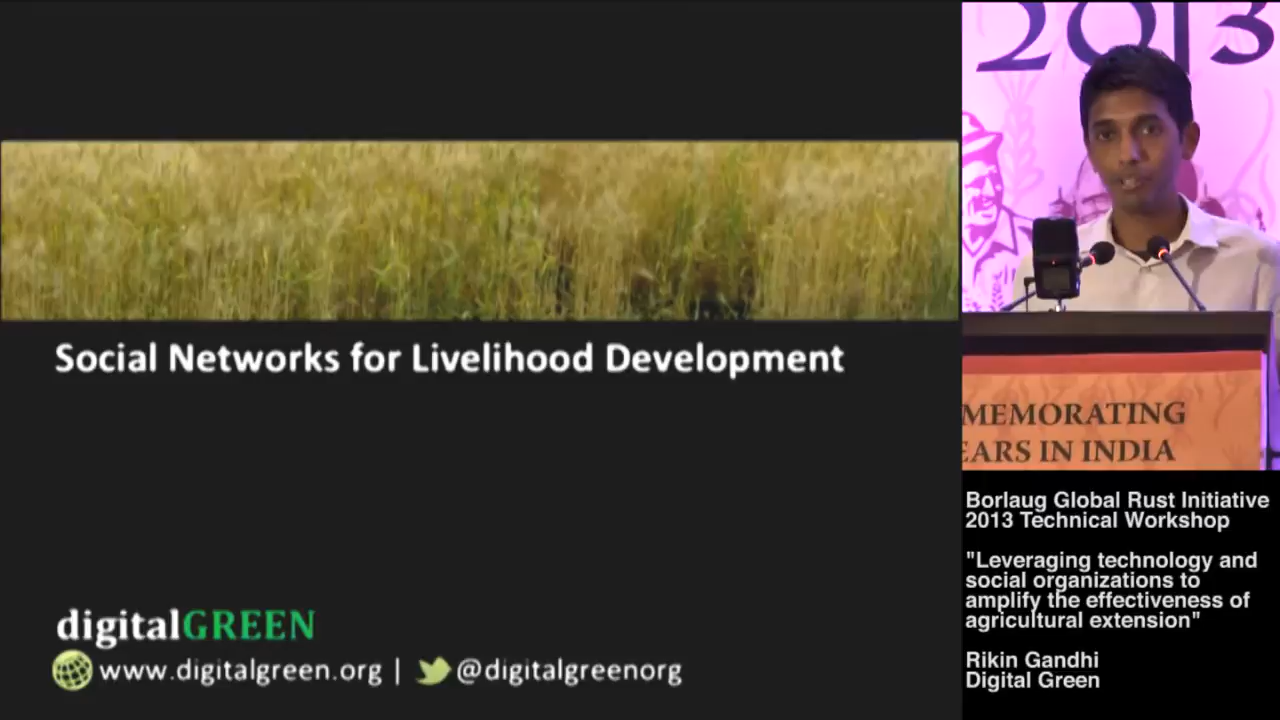 Social Networks for Livelihood Development
digitalGREEN
www.digitalgreen.org | @digitalgreenorg
2013
MEMORATING
EARS IN INDIA
Borlaug Global Rust Initiative
2013 Technical Workshop
"Leveraging technology and
social organizations to
amplify the effectiveness of
agricultural extension"
Rikin Gandhi
Digital Green